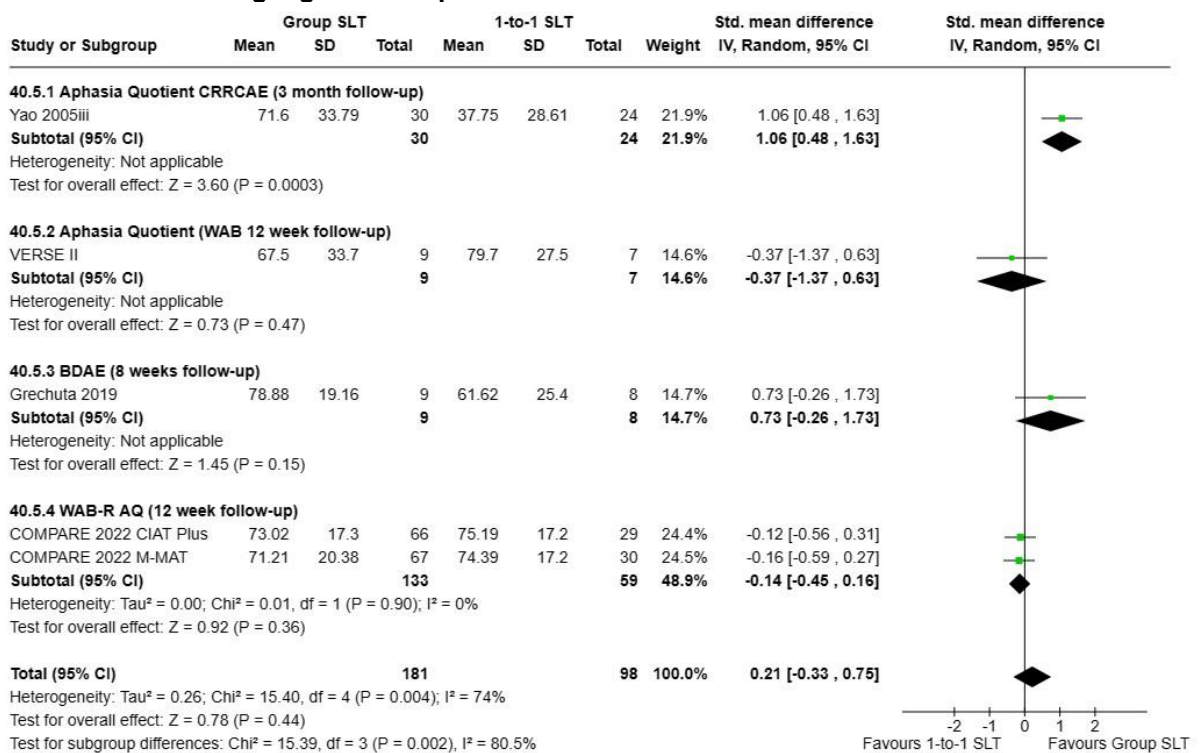 Group SLT 1-to-1 SLT Std. mean difference Std. mean difference
Study or Subgroup Mean SD Total Mean SD Total Weight IV, Random, 95% CI IV, Random, 95% CI
40.5.1 Aphasia Quotient CRRCAE (3 month follow-up)
Yao 2005iii 71.6 33.79 30 37.75 28.61 24 21.9% 1.06 [0.48 , 1.63]
Subtotal (95% CI) 30 24 21.9% 1.06 [0.48 , 1.63]
Heterogeneity: Not applicable
Test for overall effect: Z = 3.60 (P = 0.0003)
40.5.2 Aphasia Quotient (WAB 12 week follow-up)
VERSE II 67.5 33.7 9 79.7 27.5 7 14.6% -0.37 [-1.37 , 0.63]
Subtotal (95% CI) 9 7 14.6% -0.37 [-1.37 , 0.63]
Heterogeneity: Not applicable
Test for overall effect: Z = 0.73 (P = 0.47)
40.5.3 BDAE (8 weeks follow-up)
Grechuta 2019 78.88 19.16 9 61.62 25.4 8 14.7% 0.73 [-0.26 , 1.73]
Subtotal (95% CI) 9 8 14.7% 0.73 [-0.26 , 1.73]
Heterogeneity: Not applicable
Test for overall effect: Z = 1.45 (P = 0.15)
40.5.4 WAB-R AQ (12 week follow-up)
COMPARE 2022 CIAT Plus 73.02 17.3 66 75.19 17.2 29 24.4% -0.12 [-0.56 , 0.31]
COMPARE 2022 M-MAT 71.21 20.38 67 74.39 17.2 30 24.5% -0.16 [-0.59 , 0.27]
Subtotal (95% CI) 133 59 48.9% -0.14 [-0.45 , 0.16]
Heterogeneity: Tau² = 0.00; Chi² = 0.01, df = 1 (P = 0.90); I² = 0%
Test for overall effect: Z = 0.92 (P = 0.36)
Total (95% CI) 181 98 100.0% 0.21 [-0.33 , 0.75]
Heterogeneity: Tau² = 0.26; Chi² = 15.40, df = 4 (P = 0.004); I² = 74%
Test for overall effect: Z = 0.78 (P = 0.44)
-2 -1 0 1 2
Test for subgroup differences: Chi² = 15.39, df = 3 (P = 0.002), I² = 80.5% Favours 1-to-1 SLT Favours Group SLT